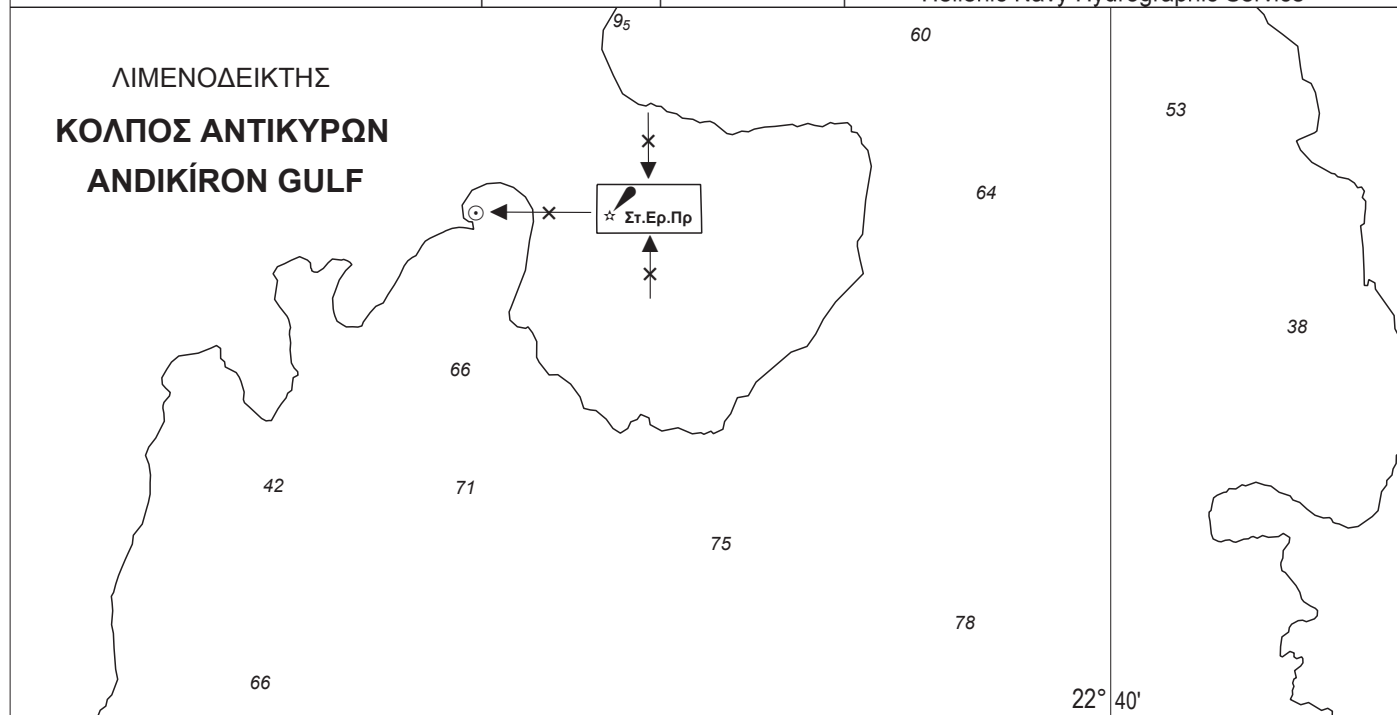 Hellenic Navy Hydrographic Service
9₅
60
ΛΙΜΕΝΟΔΕΙΚΤΗΣ
53
ΚΟΛΠΟΣ ΑΝΤΙΚΥΡΩΝ
ANDIKÍRON GULF
64
Στ.Ερ.Πρ
38
66
42
71
75
78
66
22° 40'